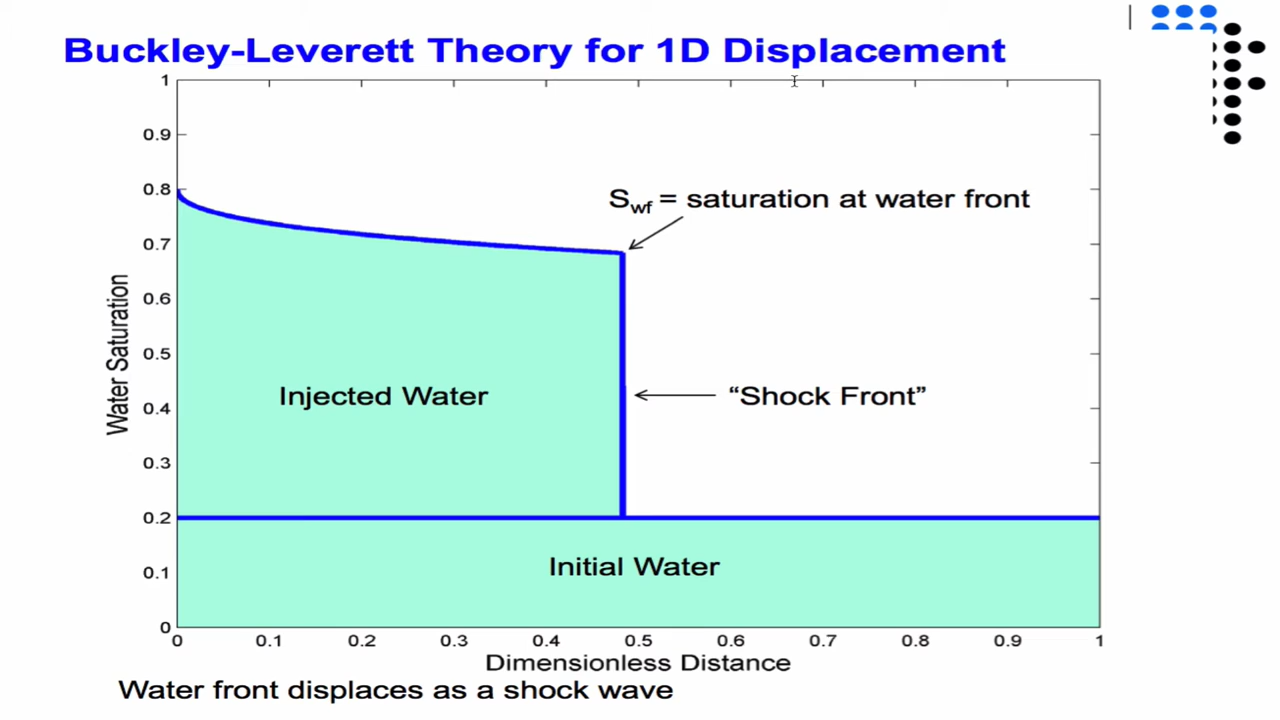 Buckley-Leverett Theory for 1D Displacement
1
0.9
0.8
Swf = saturation at water front
0.7
0.6
Water Saturation
0.5
Injected Water
“Shock Front”
0.4
0.3
0.2
Initial Water
0.1
0
0 0.1 0.2 0.3 0.4 0.5 0.6 0.7 0.8 0.9 1
Dimensionless Distance
Water front displaces as a shock wave